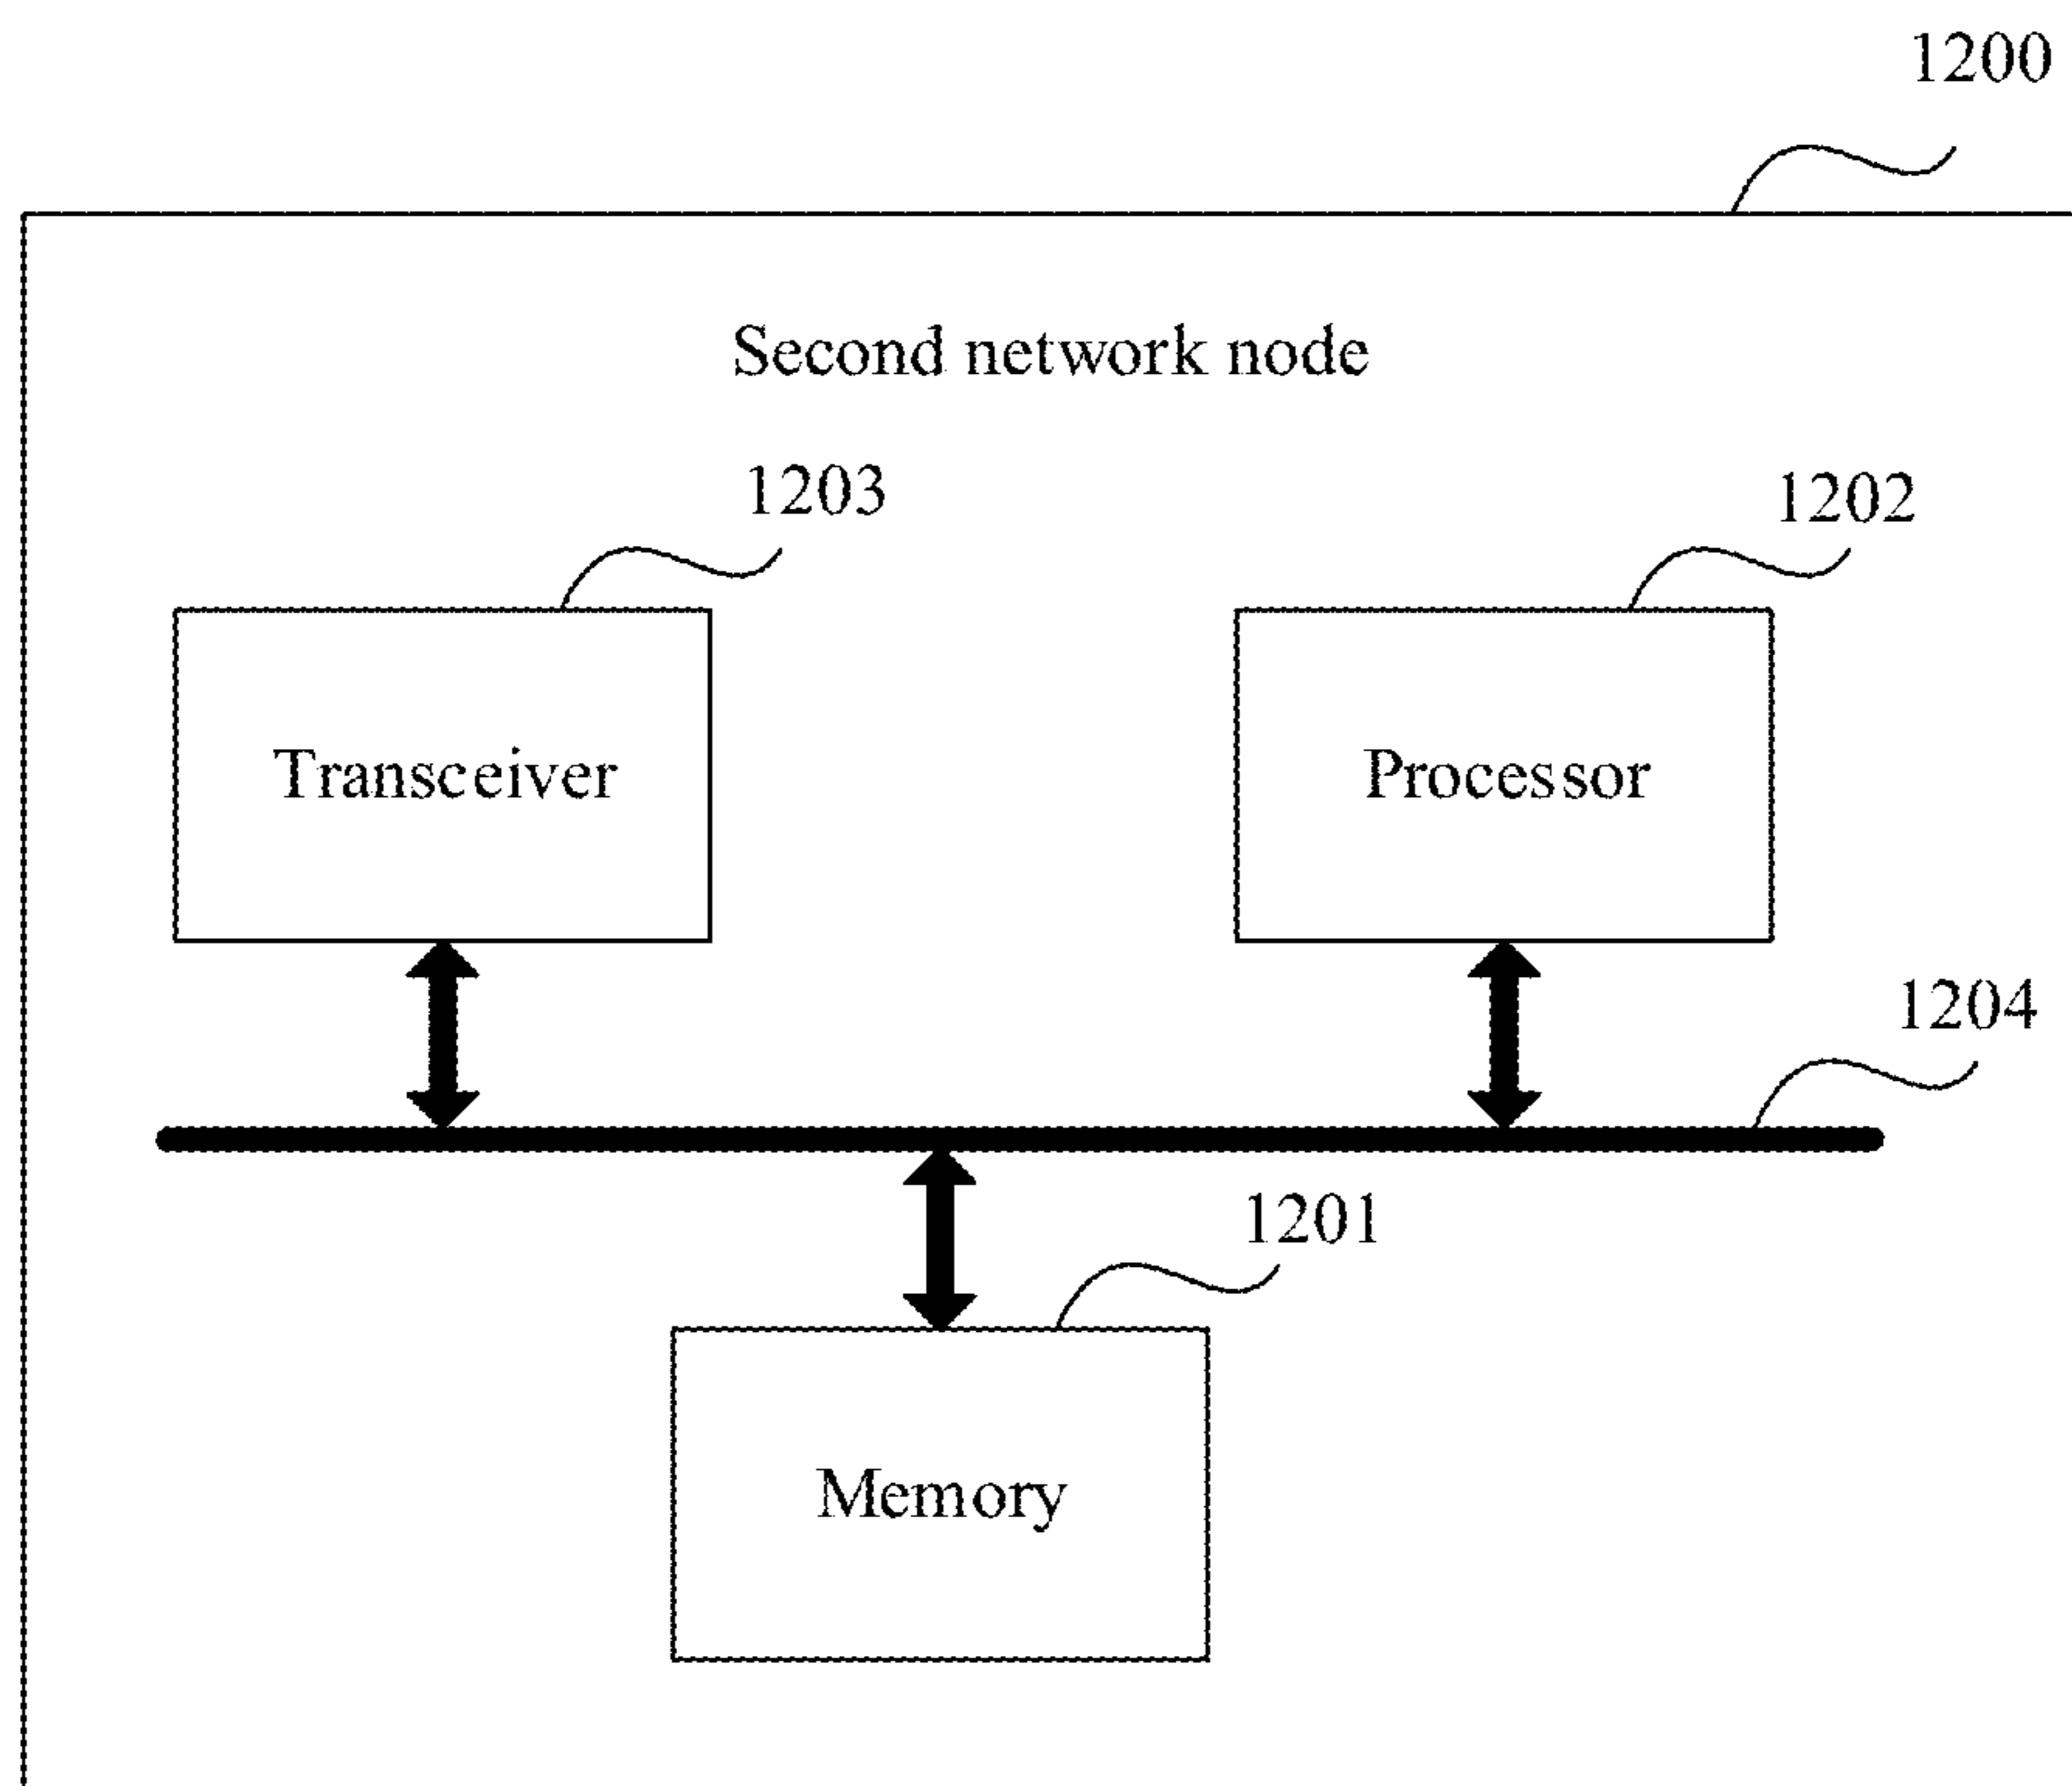 1200
Second network node
1203
1202
Transceiver
Processor
1204
1201
Memory